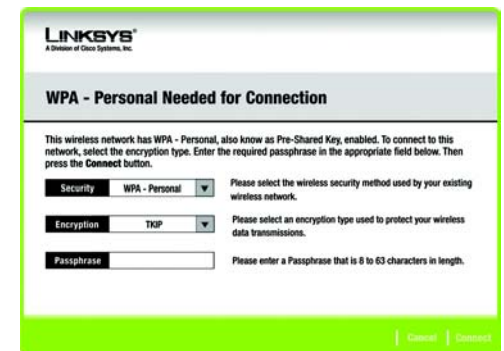 LINKSYS®
A Division of Cisco Systems, Inc.
WPA - Personal Needed for Connection
This wireless network has WPA - Personal, also know as Pre-Shared Key, enabled. To connect to this
network, select the encryption type. Enter the required passphrase in the appropriate field below. Then
press the Connect button.
Security WPA - Personal Please select the wireless security method used by your existing
wireless network.
Encryption TKIP Please select an encryption type used to protect your wireless
data transmissions.
Passphrase Please enter a Passphrase that is 8 to 63 characters in length.
Cancel Connect